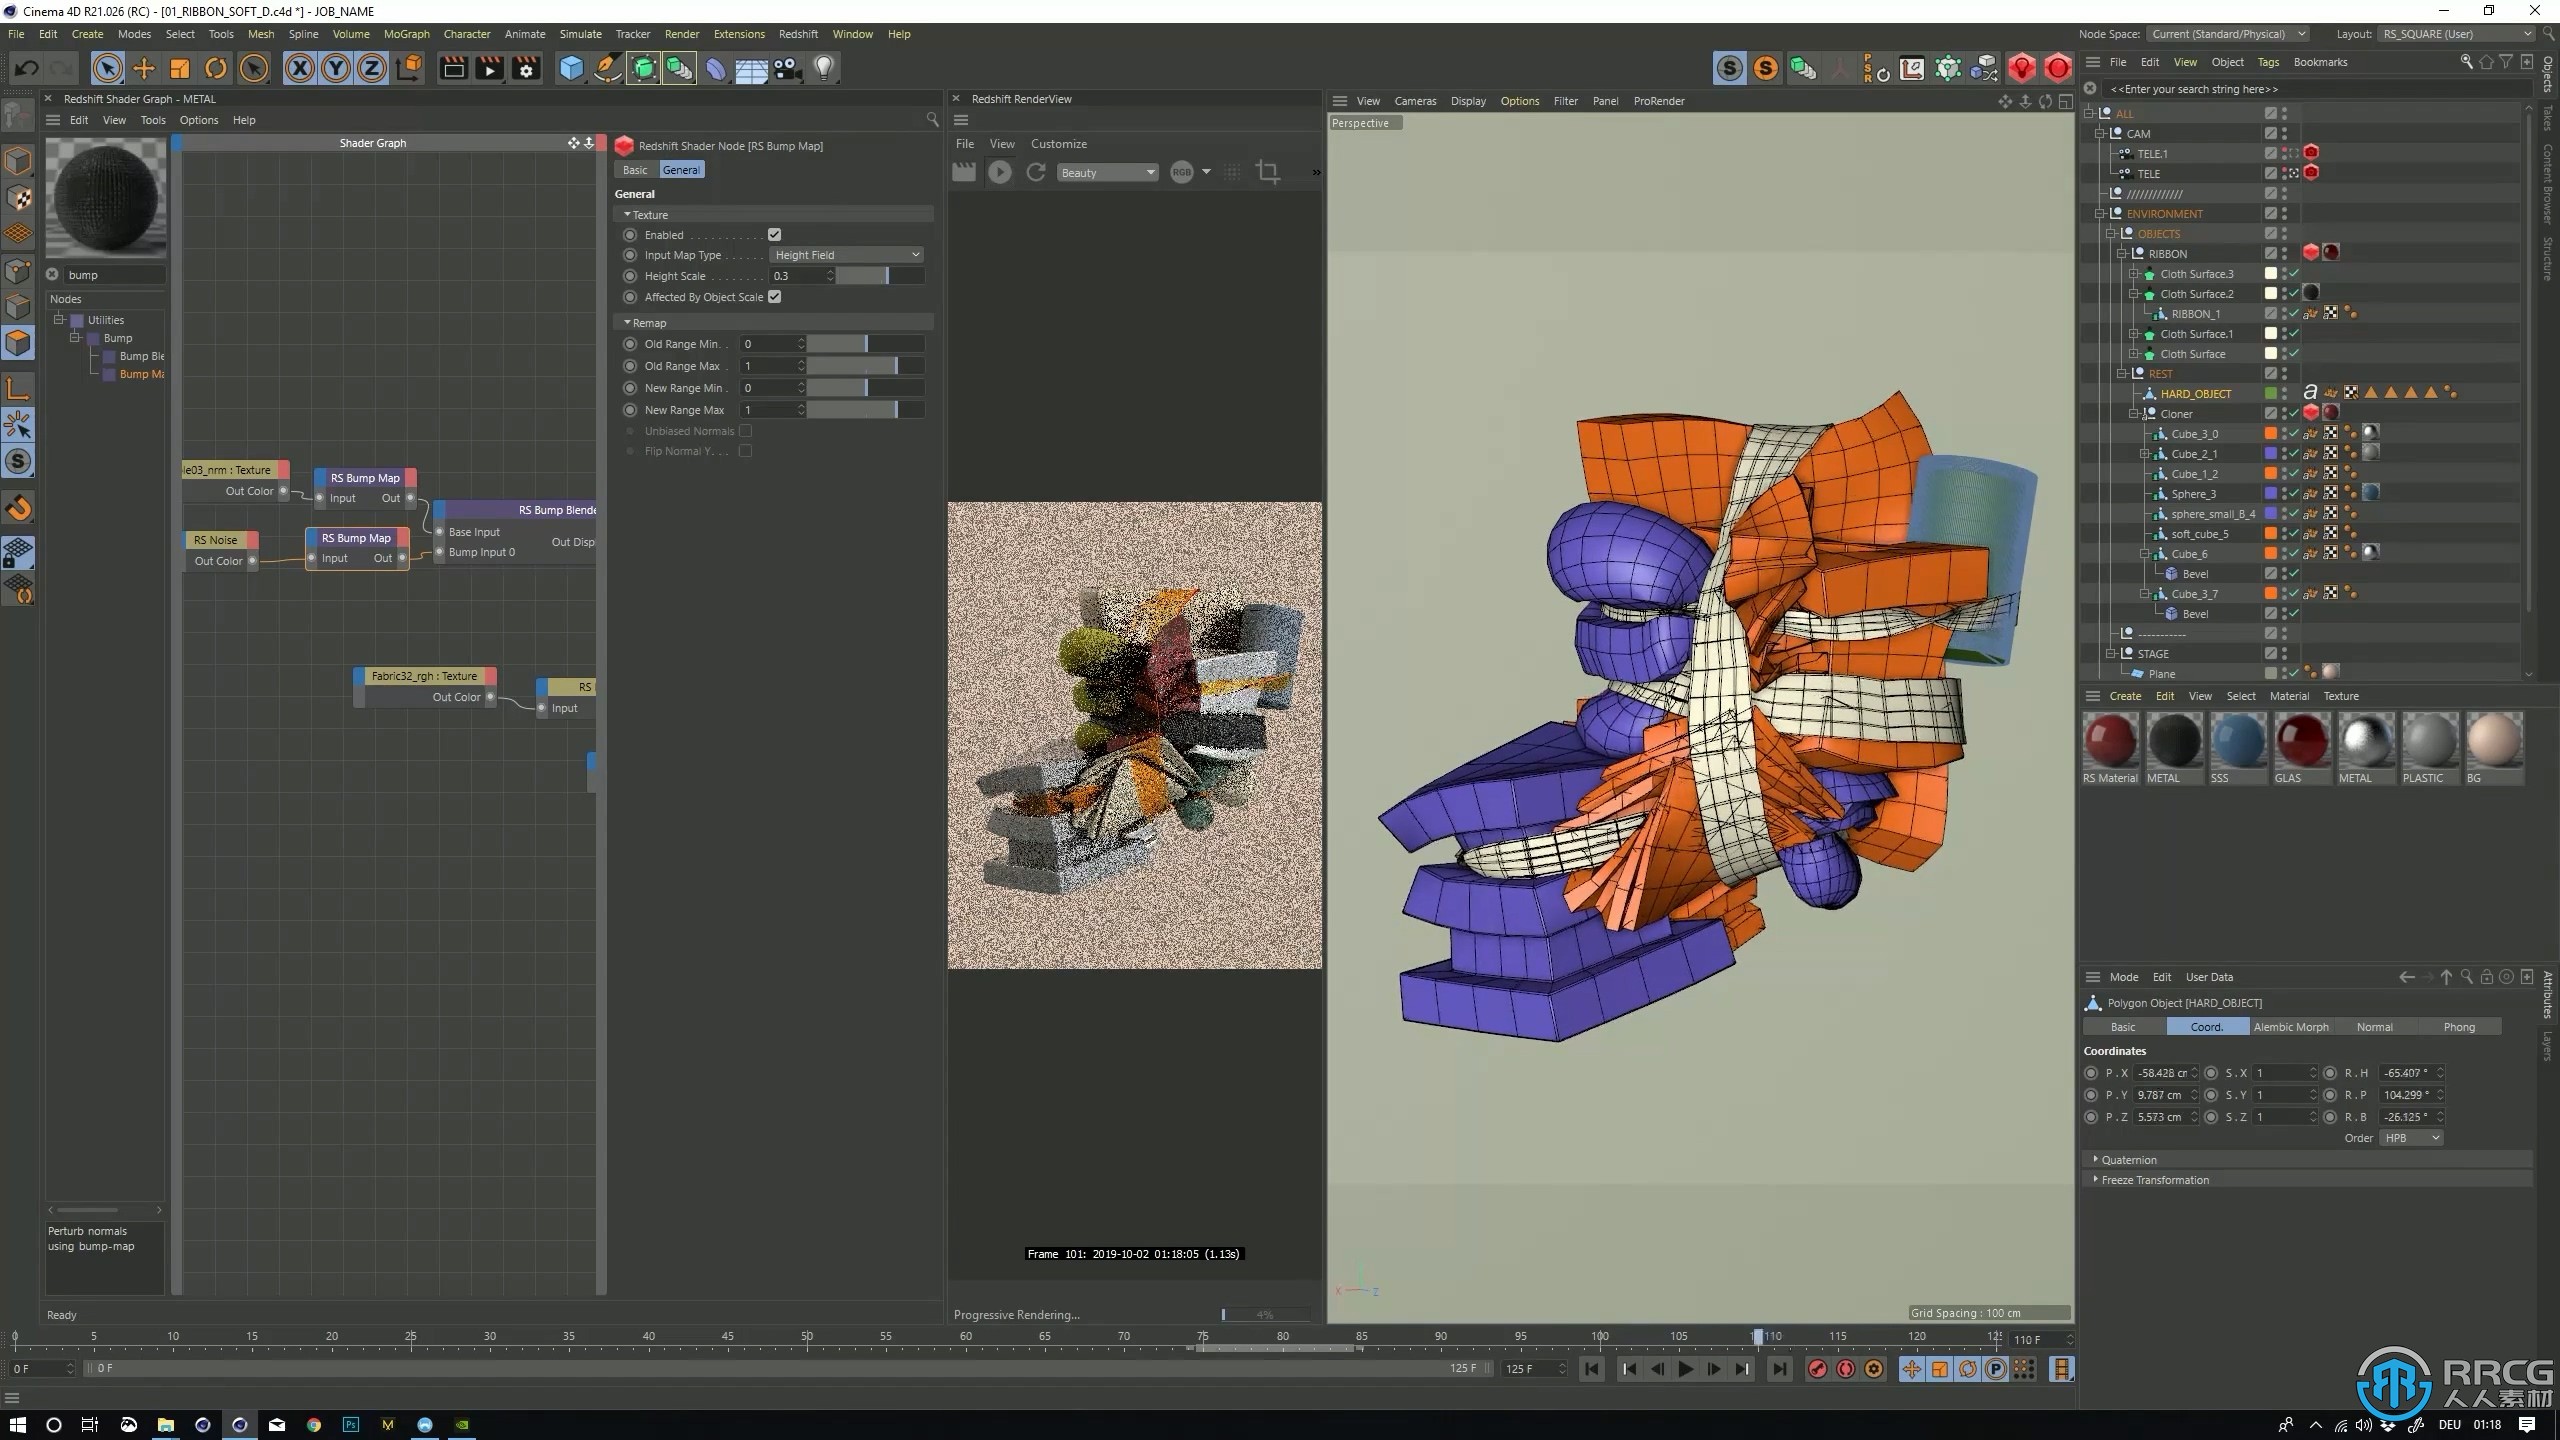 Cinema 4D R21.026 (RC) - [01_RIBBON_SOFT_D.c4d *] - JOB_NAME
File Edit Create Modes Select Tools Mesh Spline Volume MoGraph Character Animate Simulate Tracker Render Extensions Redshift Window Help
Node Space: Current (Standard/Physical) Layout: RS_SQUARE (User)
Redshift Shader Graph - METAL
Edit View Tools Options Help
Shader Graph
bump
Nodes
Utilities
Bump
Bump Ble
Bump Ma
le03_nrm : Texture
Out Color
RS Bump Map
Input Out
RS Noise
Out Color
RS Bump Map
Input Out
RS Bump Blende
Base Input
Out Disp
Bump Input 0
Fabric32_rgh : Texture
Out Color
RS
Input
Perturb normals
using bump-map
Ready
Redshift Shader Node [RS Bump Map]
Basic General
General
Texture
Enabled
Input Map Type Height Field
Height Scale 0.3
Affected By Object Scale
Remap
Old Range Min. 0
Old Range Max 1
New Range Min 0
New Range Max 1
Unbiased Normals
Flip Normal Y
Redshift RenderView
File View Customize
Beauty RGB
Frame 101: 2019-10-02 01:18:05 (1.13s)
Progressive Rendering... 4%
View Cameras Display Options Filter Panel ProRender
Perspective
X Z
Grid Spacing : 100 cm
File Edit View Object Tags Bookmarks
<<Enter your search string here>>
ALL
CAM
TELE.1
TELE
/////////////
ENVIRONMENT
OBJECTS
RIBBON
Cloth Surface.3
Cloth Surface.2
RIBBON_1
Cloth Surface.1
Cloth Surface
REST
HARD_OBJECT
Cloner
Cube_3_0
Cube_2_1
Cube_1_2
Sphere_3
sphere_small_B_4
soft_cube_5
Cube_6
Bevel
Cube_3_7
Bevel
-----------
STAGE
Plane
Objects
Takes
Content Browser
Structure
Create Edit View Select Material Texture
RS Material METAL SSS GLAS METAL PLASTIC BG
Mode Edit User Data
Polygon Object [HARD_OBJECT]
Basic Coord. Alembic Morph Normal Phong
Coordinates
P . X -58.428 cm S . X 1 R . H -65.407 °
P . Y 9.787 cm S . Y 1 R . P 104.299 °
P . Z 5.573 cm S . Z 1 R . B -26.125 °
Order HPB
Quaternion
Freeze Transformation
Attributes
Layers
0 5 10 15 20 25 30 35 40 45 50 55 60 65 70 75 80 85 90 95 100 105 110 115 120 125 110 F
0 F 0 F 125 F 125 F
RRCG
人人素材
DEU 01:18